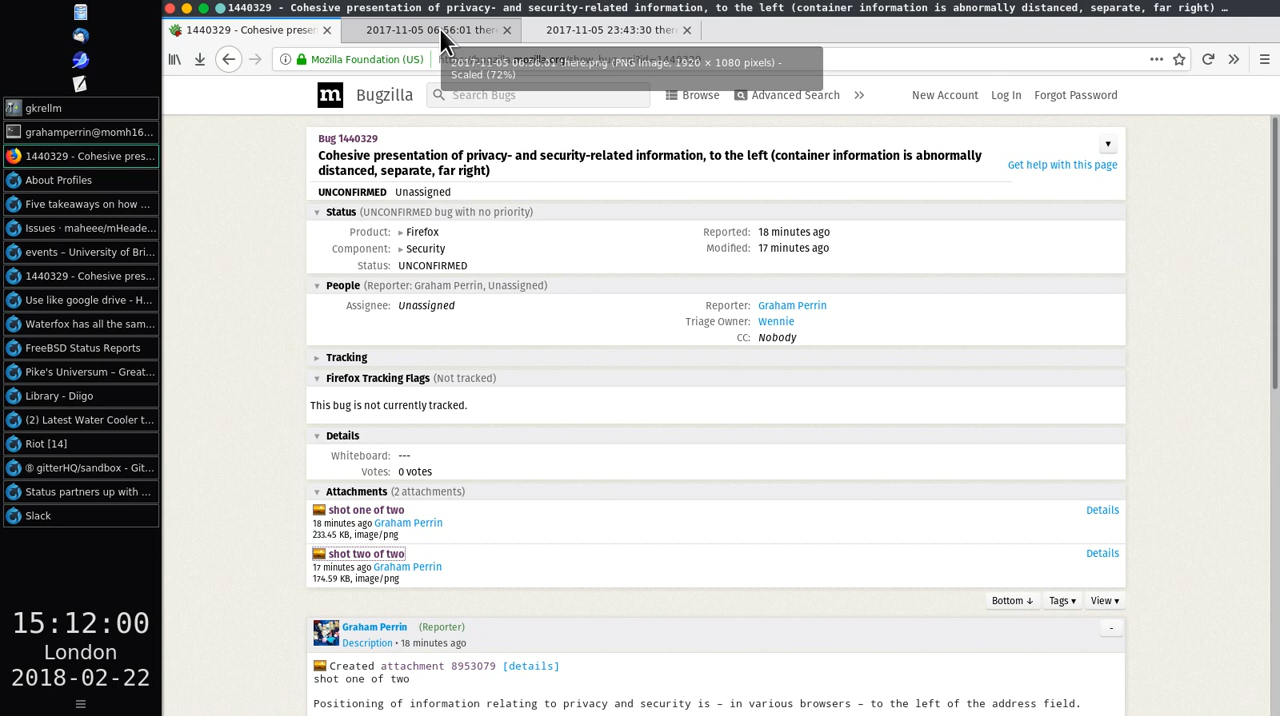 1440329 - Cohesive presentation of privacy- and security-related information, to the left (container information is abnormally distanced, separate, far right) …
1440329 - Cohesive presen
2017-11-05 06:56:01 there
2017-11-05 23:43:30 there
Mozilla Foundation (US)
2017-11-05 06:56:01 there.png (PNG Image, 1920 × 1080 pixels) -
Scaled (72%)
m
Bugzilla
Search Bugs
Browse
Advanced Search
New Account
Log In
Forgot Password
gkrellm
grahamperrin@momh16...
1440329 - Cohesive pres...
About Profiles
Five takeaways on how ...
Issues · maheee/mHeade...
events – University of Bri...
1440329 - Cohesive pres...
Use like google drive - H...
Waterfox has all the sam...
FreeBSD Status Reports
Pike's Universum – Great...
Library - Diigo
(2) Latest Water Cooler t...
Riot [14]
⑧ gitterHQ/sandbox - Git...
Status partners up with ...
Slack
15:12:00
London
2018-02-22
Bug 1440329
Cohesive presentation of privacy- and security-related information, to the left (container information is abnormally
distanced, separate, far right)
Get help with this page
UNCONFIRMED Unassigned
Status (UNCONFIRMED bug with no priority)
Product: Firefox
Reported: 18 minutes ago
Component: Security
Modified: 17 minutes ago
Status: UNCONFIRMED
People (Reporter: Graham Perrin, Unassigned)
Assignee: Unassigned
Reporter: Graham Perrin
Triage Owner: Wennie
CC: Nobody
Tracking
Firefox Tracking Flags (Not tracked)
This bug is not currently tracked.
Details
Whiteboard: ---
Votes: 0 votes
Attachments (2 attachments)
shot one of two
Details
18 minutes ago Graham Perrin
233.45 KB, image/png
shot two of two
Details
17 minutes ago Graham Perrin
174.59 KB, image/png
Bottom ↓ Tags ▾ View ▾
Graham Perrin (Reporter)
-
Description • 18 minutes ago
Created attachment 8953079 [details]
shot one of two
Positioning of information relating to privacy and security is – in various browsers – to the left of the address field.